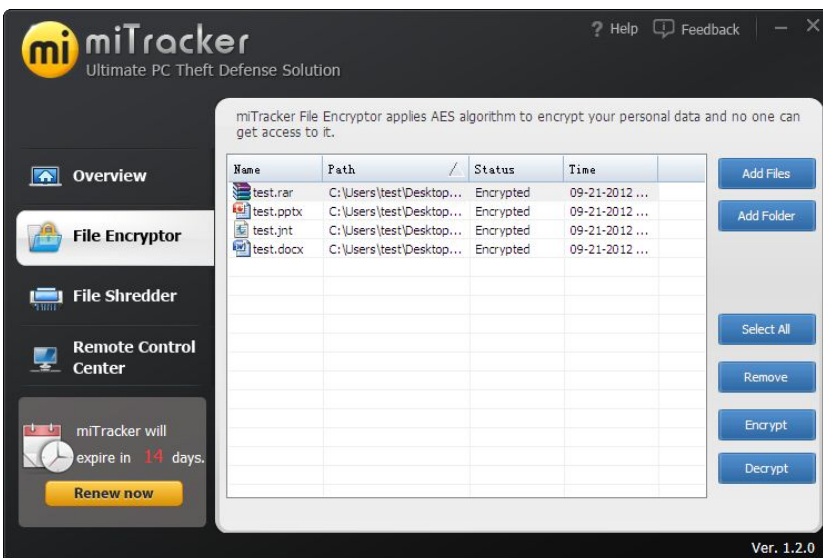 mi miTracker
Ultimate PC Theft Defense Solution
? Help Feedback
Overview
File Encryptor
File Shredder
Remote Control
Center
miTracker will
expire in 14 days.
Renew now
miTracker File Encryptor applies AES algorithm to encrypt your personal data and no one can
get access to it.
Name Path Status Time
test.rar C:\Users\test\Desktop... Encrypted 09-21-2012 ...
test.pptx C:\Users\test\Desktop... Encrypted 09-21-2012 ...
test.jnt C:\Users\test\Desktop... Encrypted 09-21-2012 ...
test.docx C:\Users\test\Desktop... Encrypted 09-21-2012 ...
Add Files
Add Folder
Select All
Remove
Encrypt
Decrypt
Ver. 1.2.0